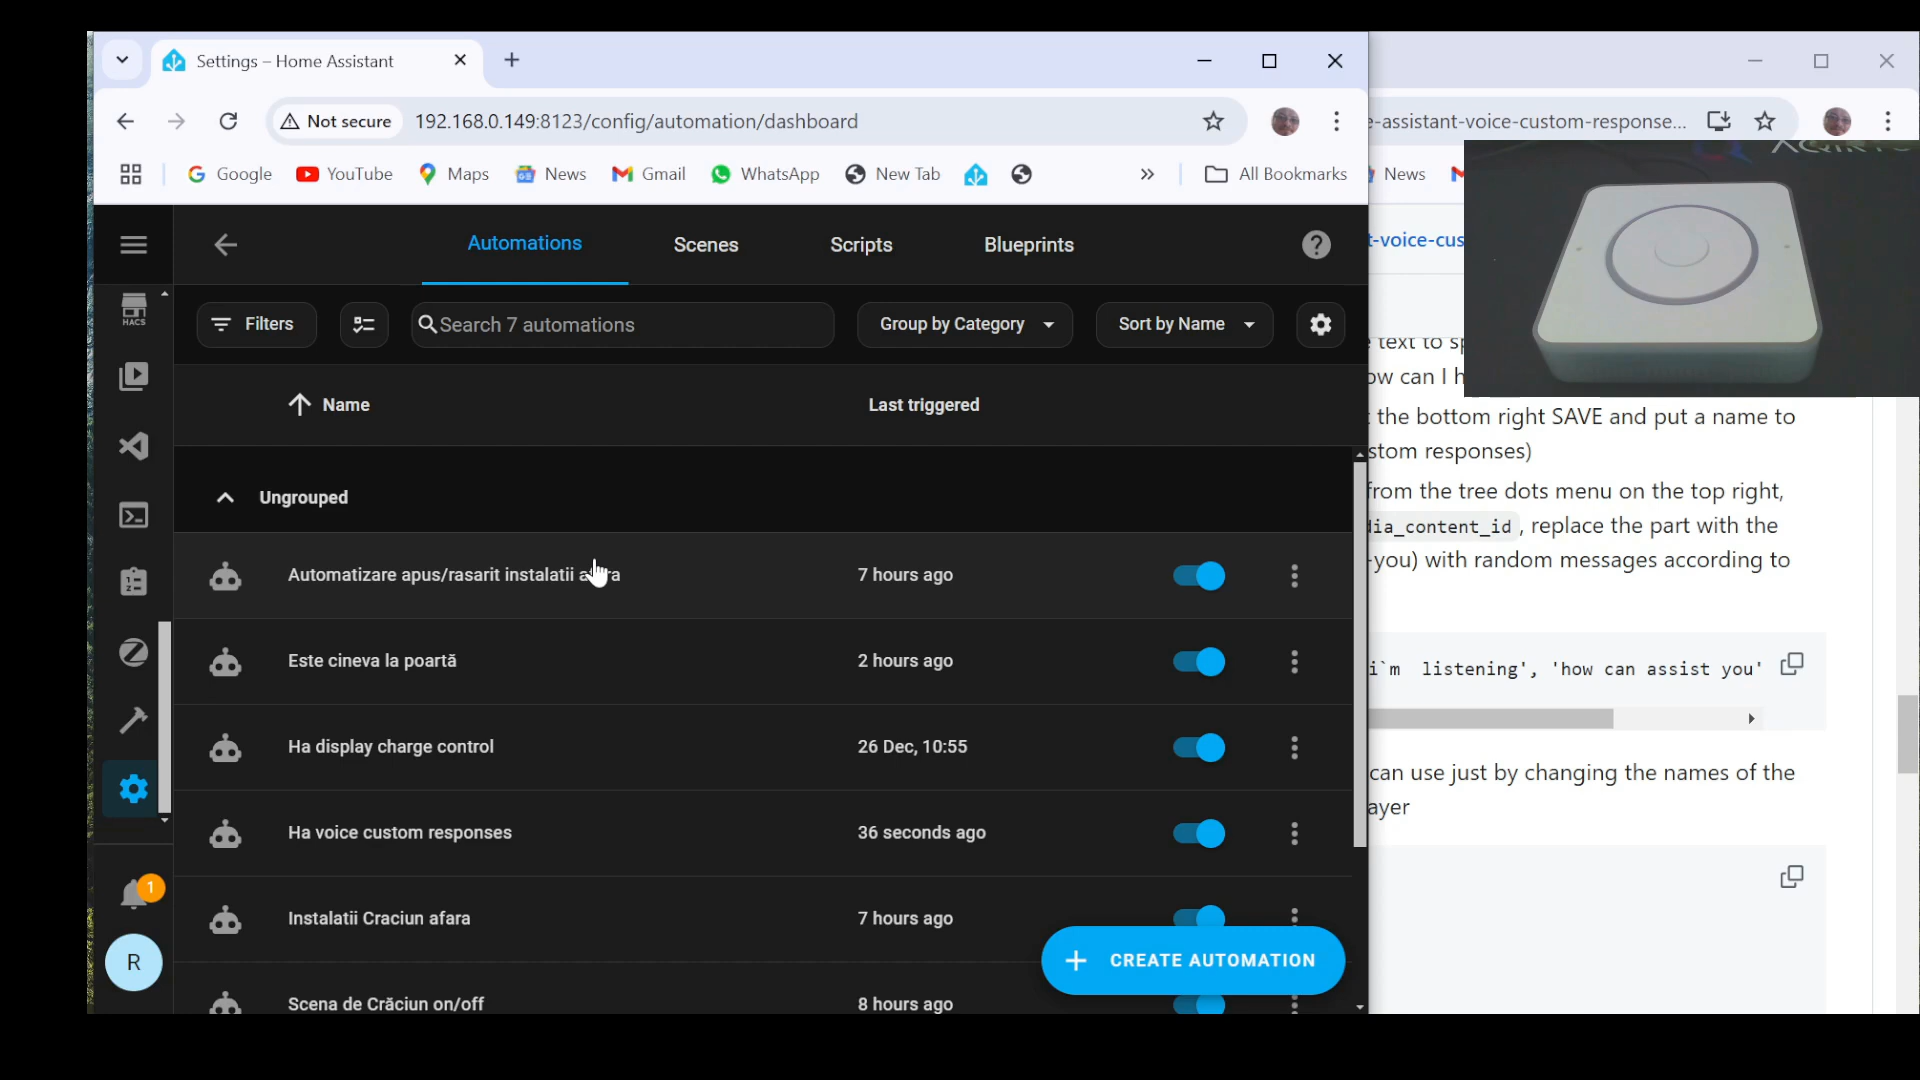 Settings – Home Assistant
Not secure
192.168.0.149:8123/config/automation/dashboard
e-assistant-voice-custom-response...
Google
YouTube
Maps
News
Gmail
WhatsApp
New Tab
All Bookmarks
News
Automations
Scenes
Scripts
Blueprints
t-voice-cus
HACS
Filters
Search 7 automations
Group by Category
Sort by Name
text to s
ow can I h
the bottom right SAVE and put a name to
stom responses)
Name
Last triggered
from the tree dots menu on the top right,
dia_content_id , replace the part with the
-you) with random messages according to
Ungrouped
Automatizare apus/rasarit instalatii afara
7 hours ago
Este cineva la poartă
2 hours ago
i`m listening', 'how can assist you'
Ha display charge control
26 Dec, 10:55
can use just by changing the names of the
ayer
Ha voice custom responses
36 seconds ago
1
Instalatii Craciun afara
7 hours ago
CREATE AUTOMATION
R
Scena de Crăciun on/off
8 hours ago